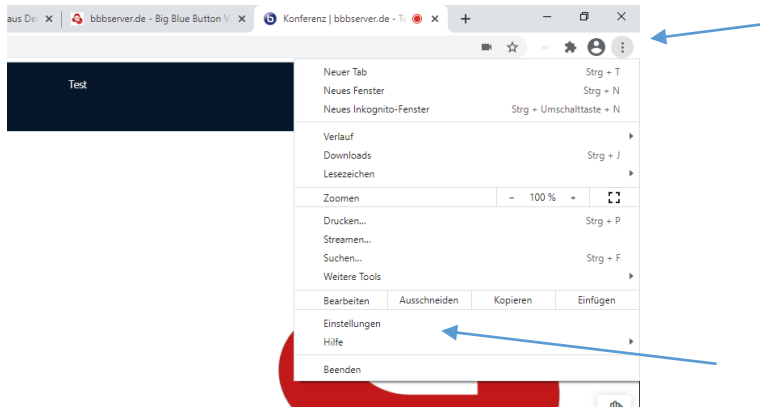 aus De bbbserver.de - Big Blue Button V Konferenz | bbbserver.de - Te
Test
Neuer Tab Strg + T
Neues Fenster Strg + N
Neues Inkognito-Fenster Strg + Umschalttaste + N
Verlauf
Downloads Strg + J
Lesezeichen
Zoomen - 100 % +
Drucken... Strg + P
Streamen...
Suchen... Strg + F
Weitere Tools
Bearbeiten Ausschneiden Kopieren Einfügen
Einstellungen
Hilfe
Beenden